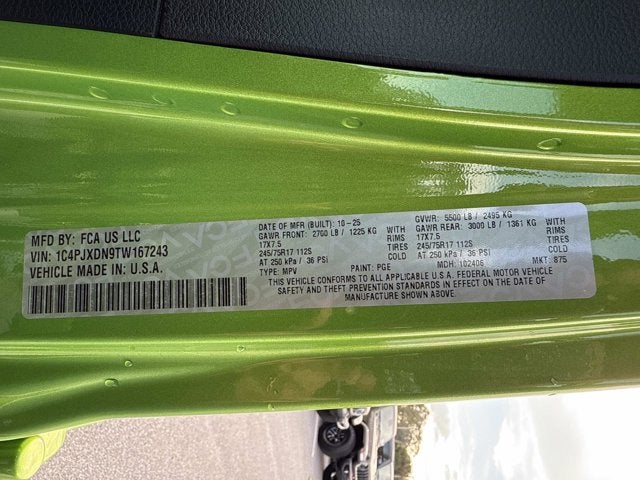 MFD BY: FCA US LLC
VIN: 1C4PJXDN9TW167243
VEHICLE MADE IN U.S.A.
DATE OF MFR (BUILT): 10-25 GVWR: 5500 LB / 2495 KG
GAWR FRONT: 2700 LB / 1225 KG WITH GAWR REAR: 3000 LB / 1361 KG WITH
17X7.5 RIMS 17X7.5 RIMS
245/75R17 112S TIRES 245/75R17 112S TIRES
AT 250 kPa / 36 PSI COLD AT 250 kPa / 36 PSI COLD
TYPE: MPV PAINT: PGE MDH: 102406 MKT: 875
THIS VEHICLE CONFORMS TO ALL APPLICABLE U.S.A. FEDERAL MOTOR VEHICLE
SAFETY AND THEFT PREVENTION STANDARDS IN EFFECT ON THE DATE OF
MANUFACTURE SHOWN ABOVE.